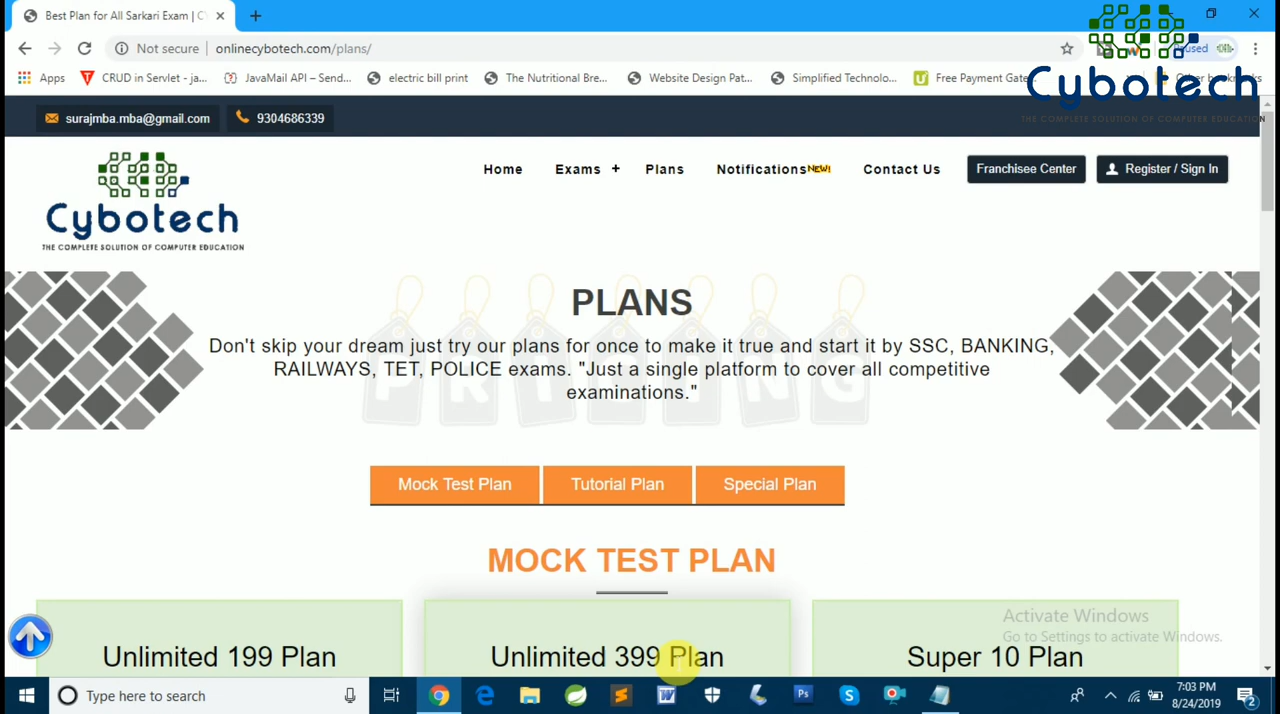 Best Plan for All Sarkari Exam | C
Not secure | onlinecybotech.com/plans/
Paused
Apps
CRUD in Servlet - ja...
JavaMail API – Send...
electric bill print
The Nutritional Bre...
Website Design Pat...
Simplified Technolo...
Free Payment Gate...
Other bookmarks
Cybotech
THE COMPLETE SOLUTION OF COMPUTER EDUCATION
surajmba.mba@gmail.com
9304686339
Cybotech
THE COMPLETE SOLUTION OF COMPUTER EDUCATION
Home
Exams +
Plans
Notifications NEW!
Contact Us
Franchisee Center
Register / Sign In
PRICING
PLANS
Don't skip your dream just try our plans for once to make it true and start it by SSC, BANKING,
RAILWAYS, TET, POLICE exams. "Just a single platform to cover all competitive
examinations."
Mock Test Plan
Tutorial Plan
Special Plan
MOCK TEST PLAN
Unlimited 199 Plan
Unlimited 399 Plan
Super 10 Plan
Activate Windows
Go to Settings to activate Windows.
Type here to search
7:03 PM
8/24/2019
2